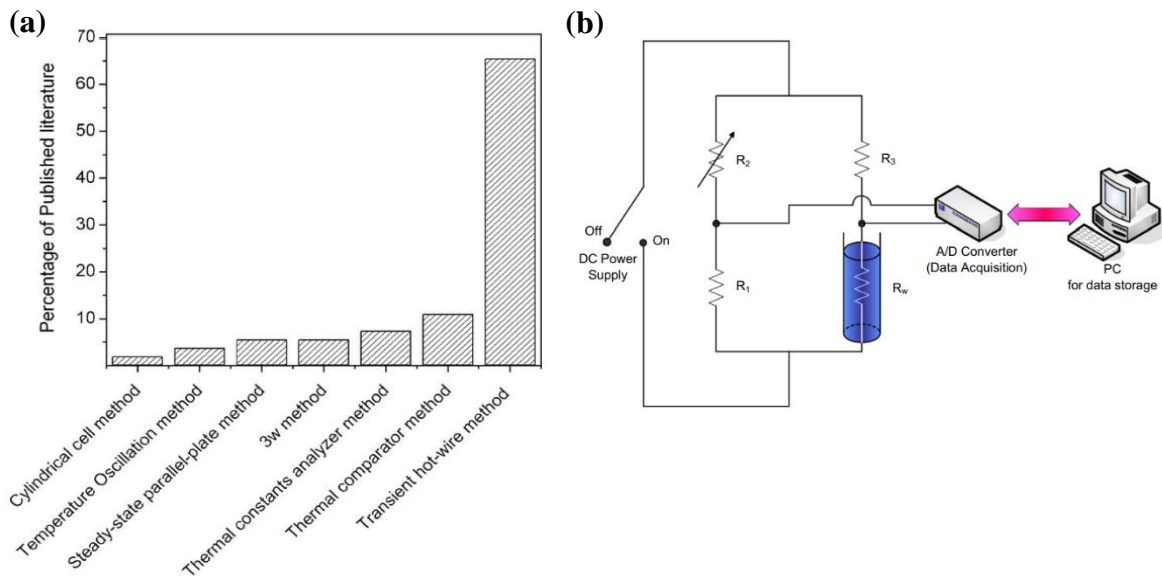 (a)
70
60
50
40
30
20
10
Percentage of Published literature
Cylindrical cell method
Temperature Oscillation method
Steady-state parallel-plate method
3w method
Thermal constants analyzer method
Thermal comparator method
Transient hot-wire method
(b)
R2
R3
Off
On
DC Power
Supply
R1
Rw
A/D Converter
(Data Acquisition)
PC
for data storage